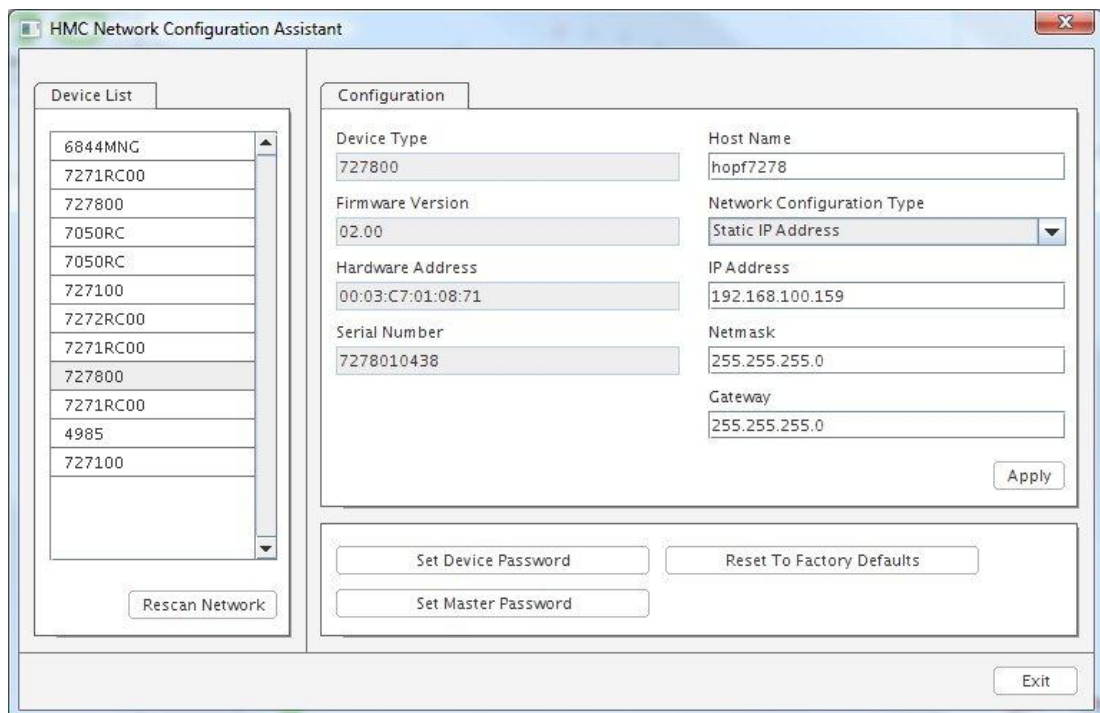 HMC Network Configuration Assistant
Device List
6844MNG
7271RC00
727800
7050RC
7050RC
727100
7272RC00
7271RC00
727800
7271RC00
4985
727100
Rescan Network
Configuration
Device Type
727800
Firmware Version
02.00
Hardware Address
00:03:C7:01:08:71
Serial Number
7278010438
Host Name
hopf7278
Network Configuration Type
Static IP Address
IP Address
192.168.100.159
Netmask
255.255.255.0
Gateway
255.255.255.0
Apply
Set Device Password
Reset To Factory Defaults
Set Master Password
Exit